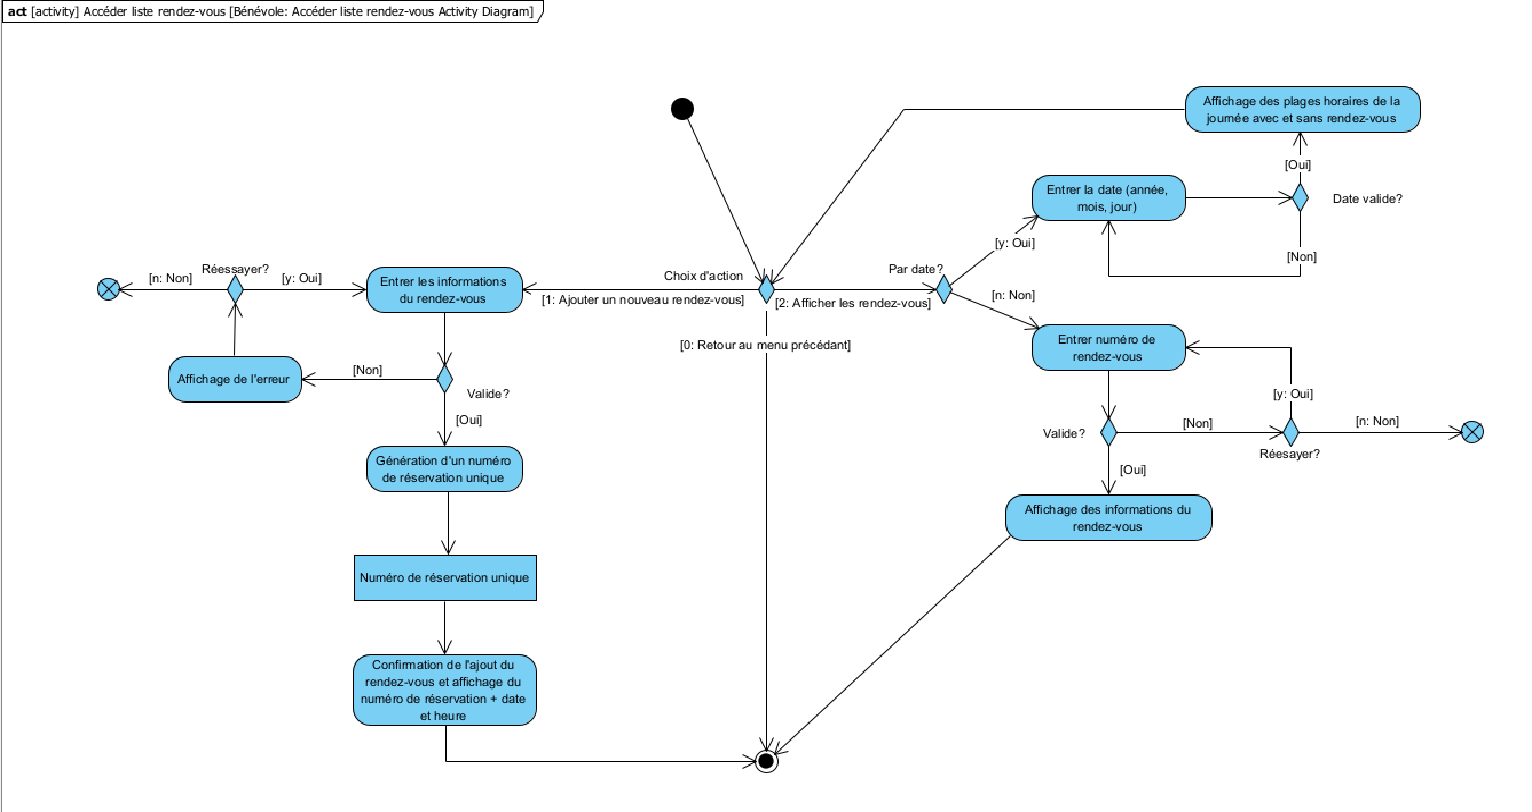 act [activity] Accéder liste rendez-vous [Bénévole: Accéder liste rendez-vous Activity Diagram]
Affichage des plages horaires de la
journée avec et sans rendez-vous
[Oui]
Entrer la date (année,
mois, jour)
Date valide?
[y: Oui]
[Non]
Réessayer?
[n: Non]
[y: Oui]
Entrer les informations
du rendez-vous
Choix d'action
[1: Ajouter un nouveau rendez-vous]
Par date?
[2: Afficher les rendez-vous]
[n: Non]
[0: Retour au menu précédant]
Entrer numéro de
rendez-vous
Affichage de l'erreur
[Non]
Valide?
[Oui]
[y: Oui]
Valide?
[Non]
[n: Non]
Réesayer?
[Oui]
Génération d'un numéro
de réservation unique
Affichage des informations du
rendez-vous
Numéro de réservation unique
Confirmation de l'ajout du
rendez-vous et affichage du
numéro de réservation + date
et heure